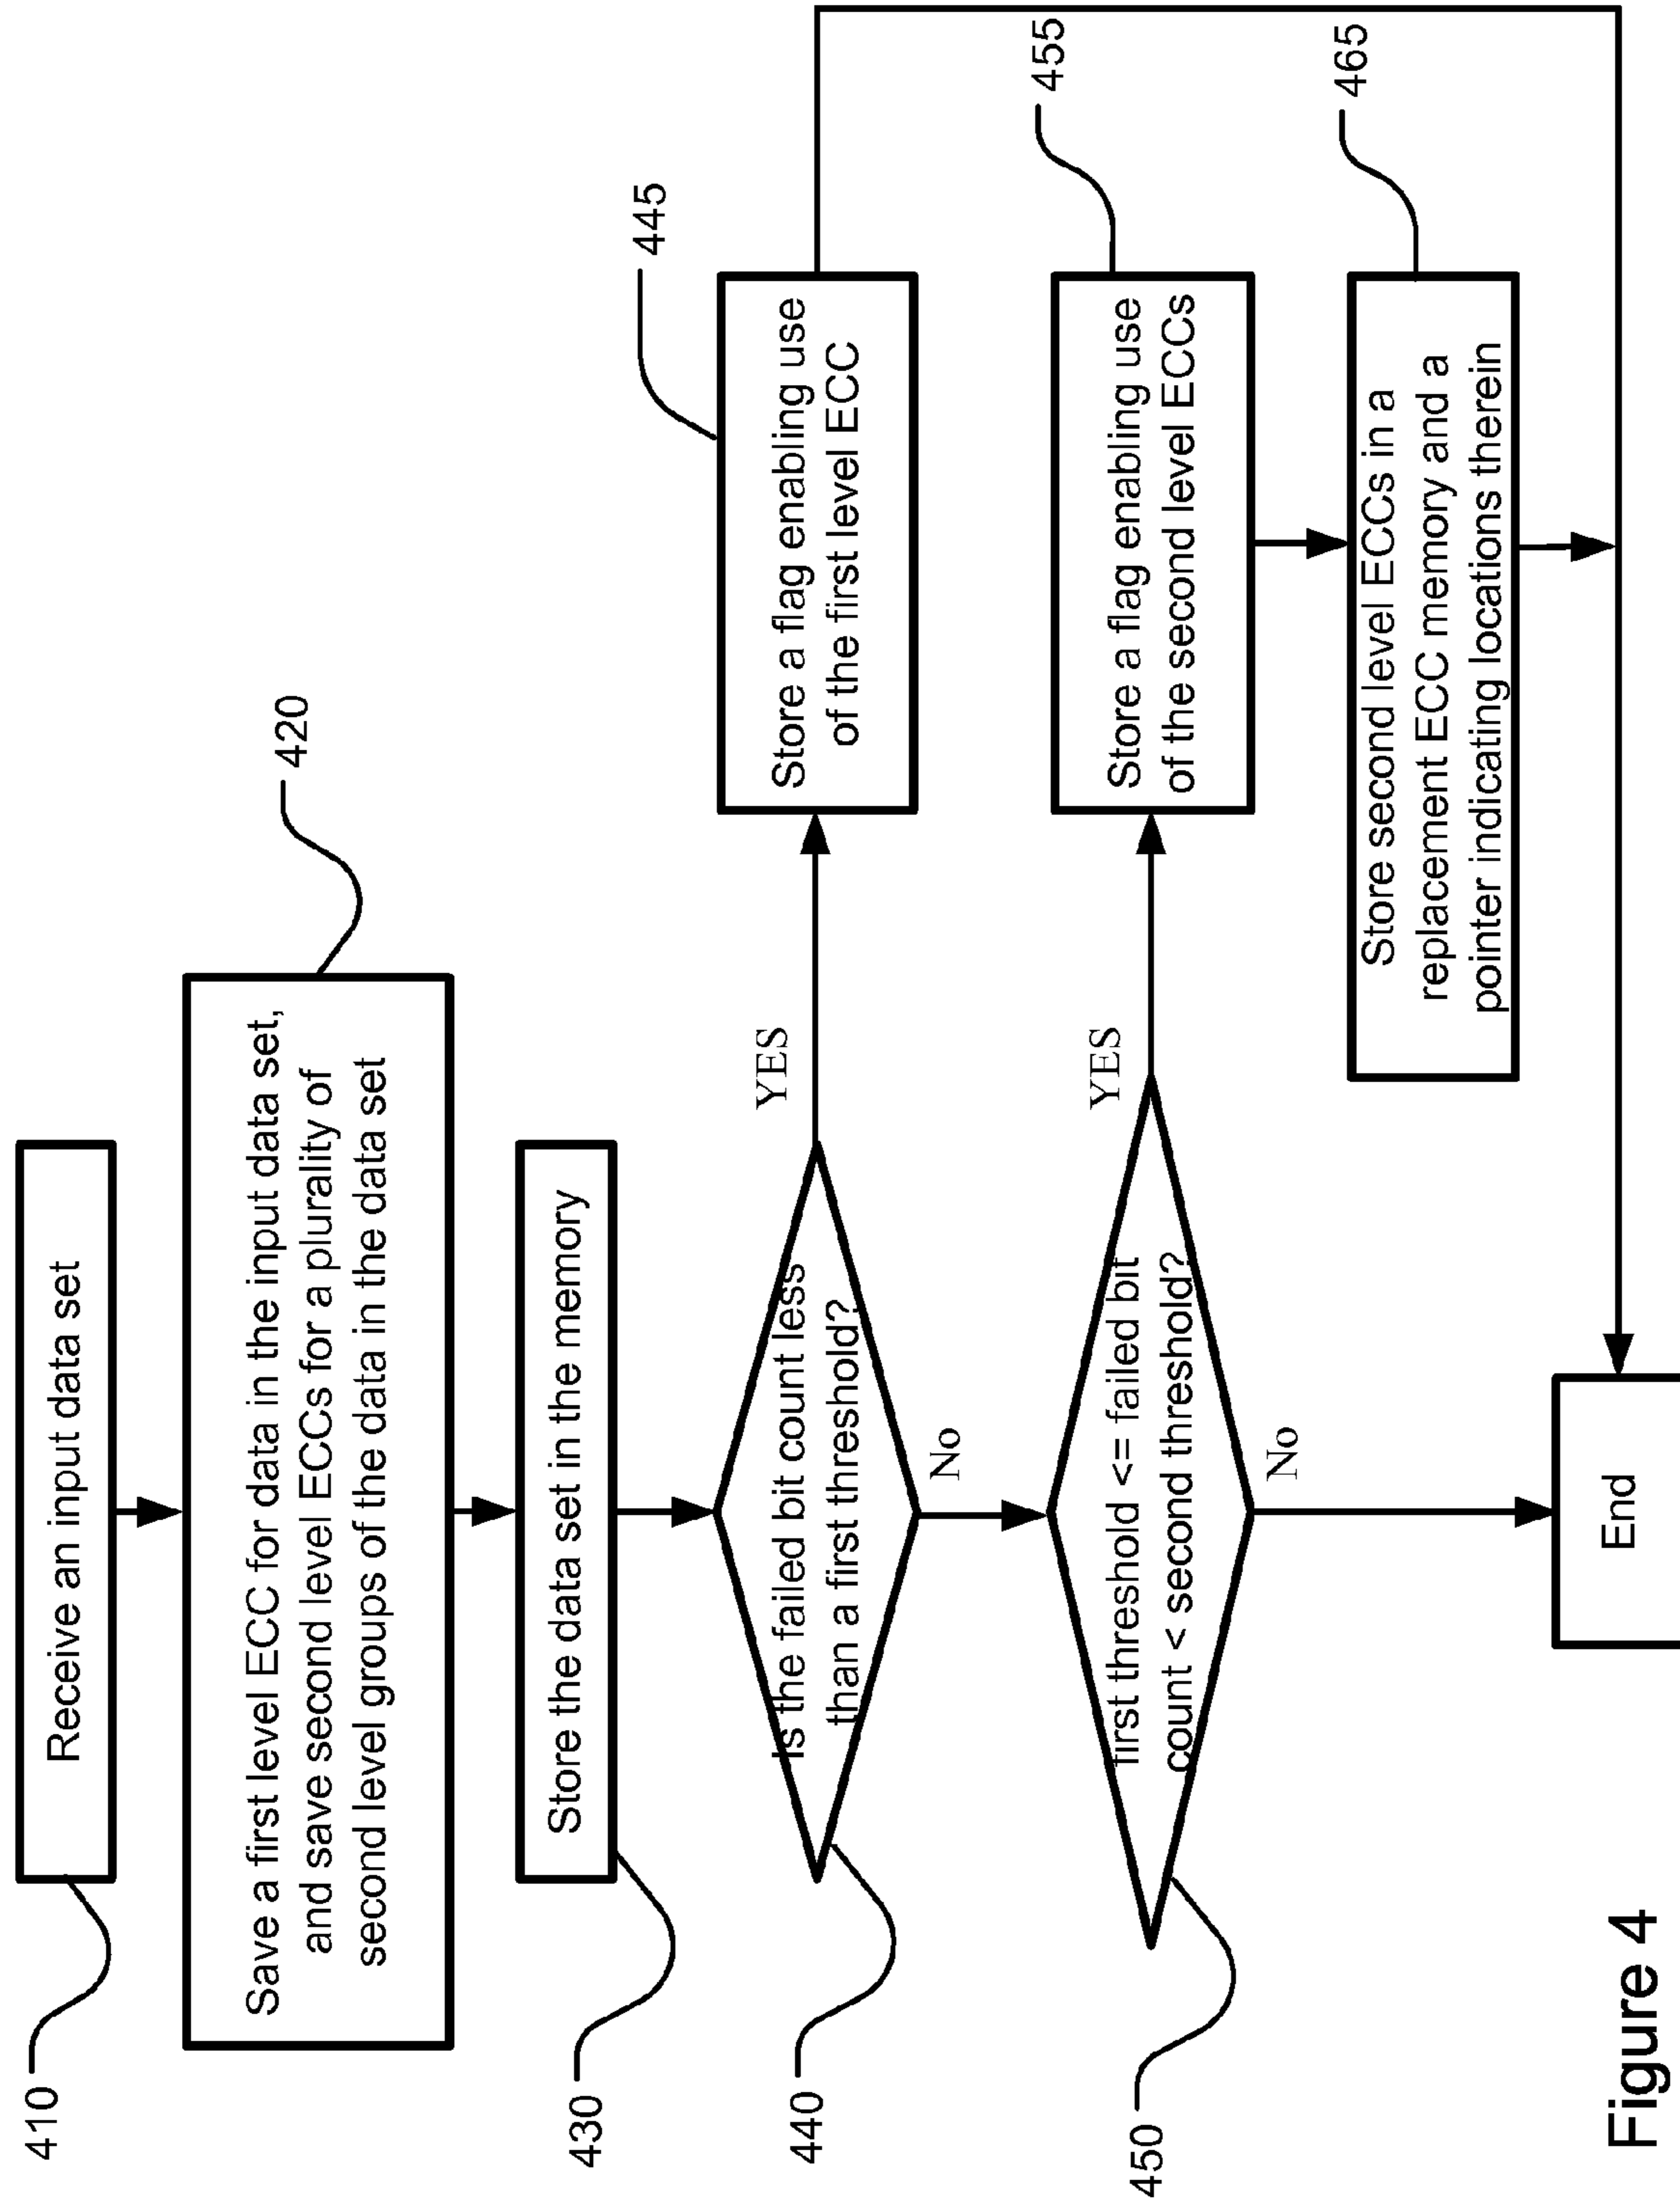 410
Receive an input data set
420
Save a first level ECC for data in the input data set,
and save second level ECCs for a plurality of
second level groups of the data in the data set
430
Store the data set in the memory
440
Is the failed bit count less
than a first threshold?
YES
No
445
Store a flag enabling use
of the first level ECC
450
first threshold <= failed bit
count < second threshold?
YES
No
455
Store a flag enabling use
of the second level ECCs
465
Store second level ECCs in a
replacement ECC memory and a
pointer indicating locations therein
End
Figure 4